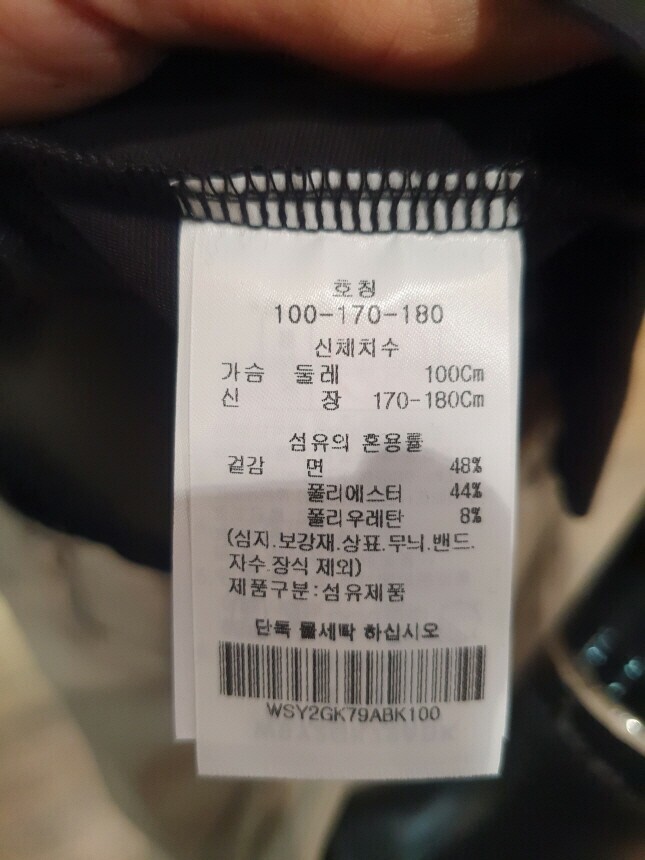 호칭
100-170-180
신체치수
가슴 둘레 100Cm
신 장 170-180Cm
섬유의 혼용률
겉감 면 48%
폴리에스터 44%
폴리우레탄 8%
(심지.보강재.상표.무늬.밴드.
자수.장식 제외)
제품구분:섬유제품
단독 물세탁 하십시오
WSY2GK79ABK100